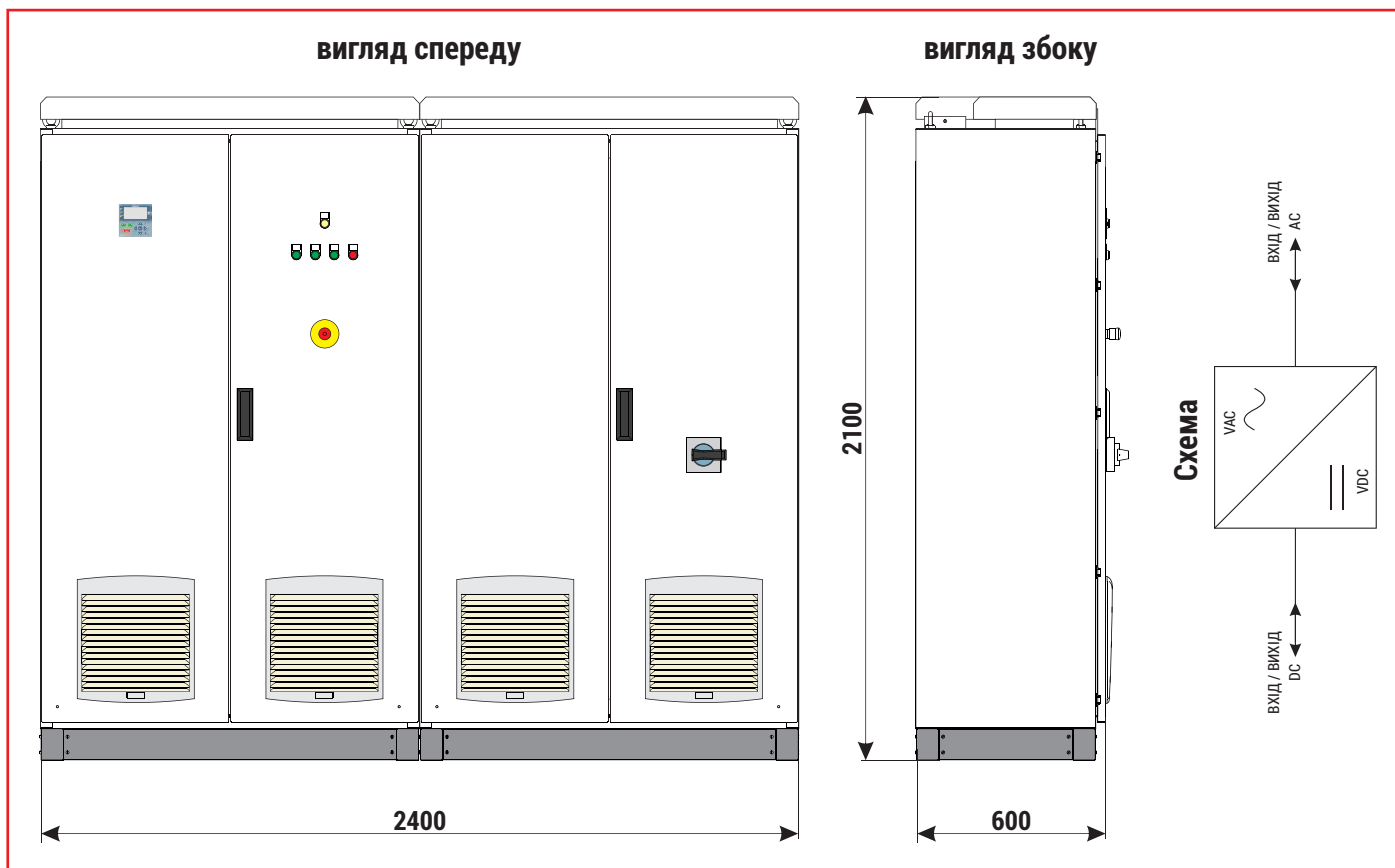 вигляд спереду
вигляд збоку
2100
2400
600
Схема
ВХІД / ВИХІД
AC
VAC
VDC
ВХІД / ВИХІД
DC